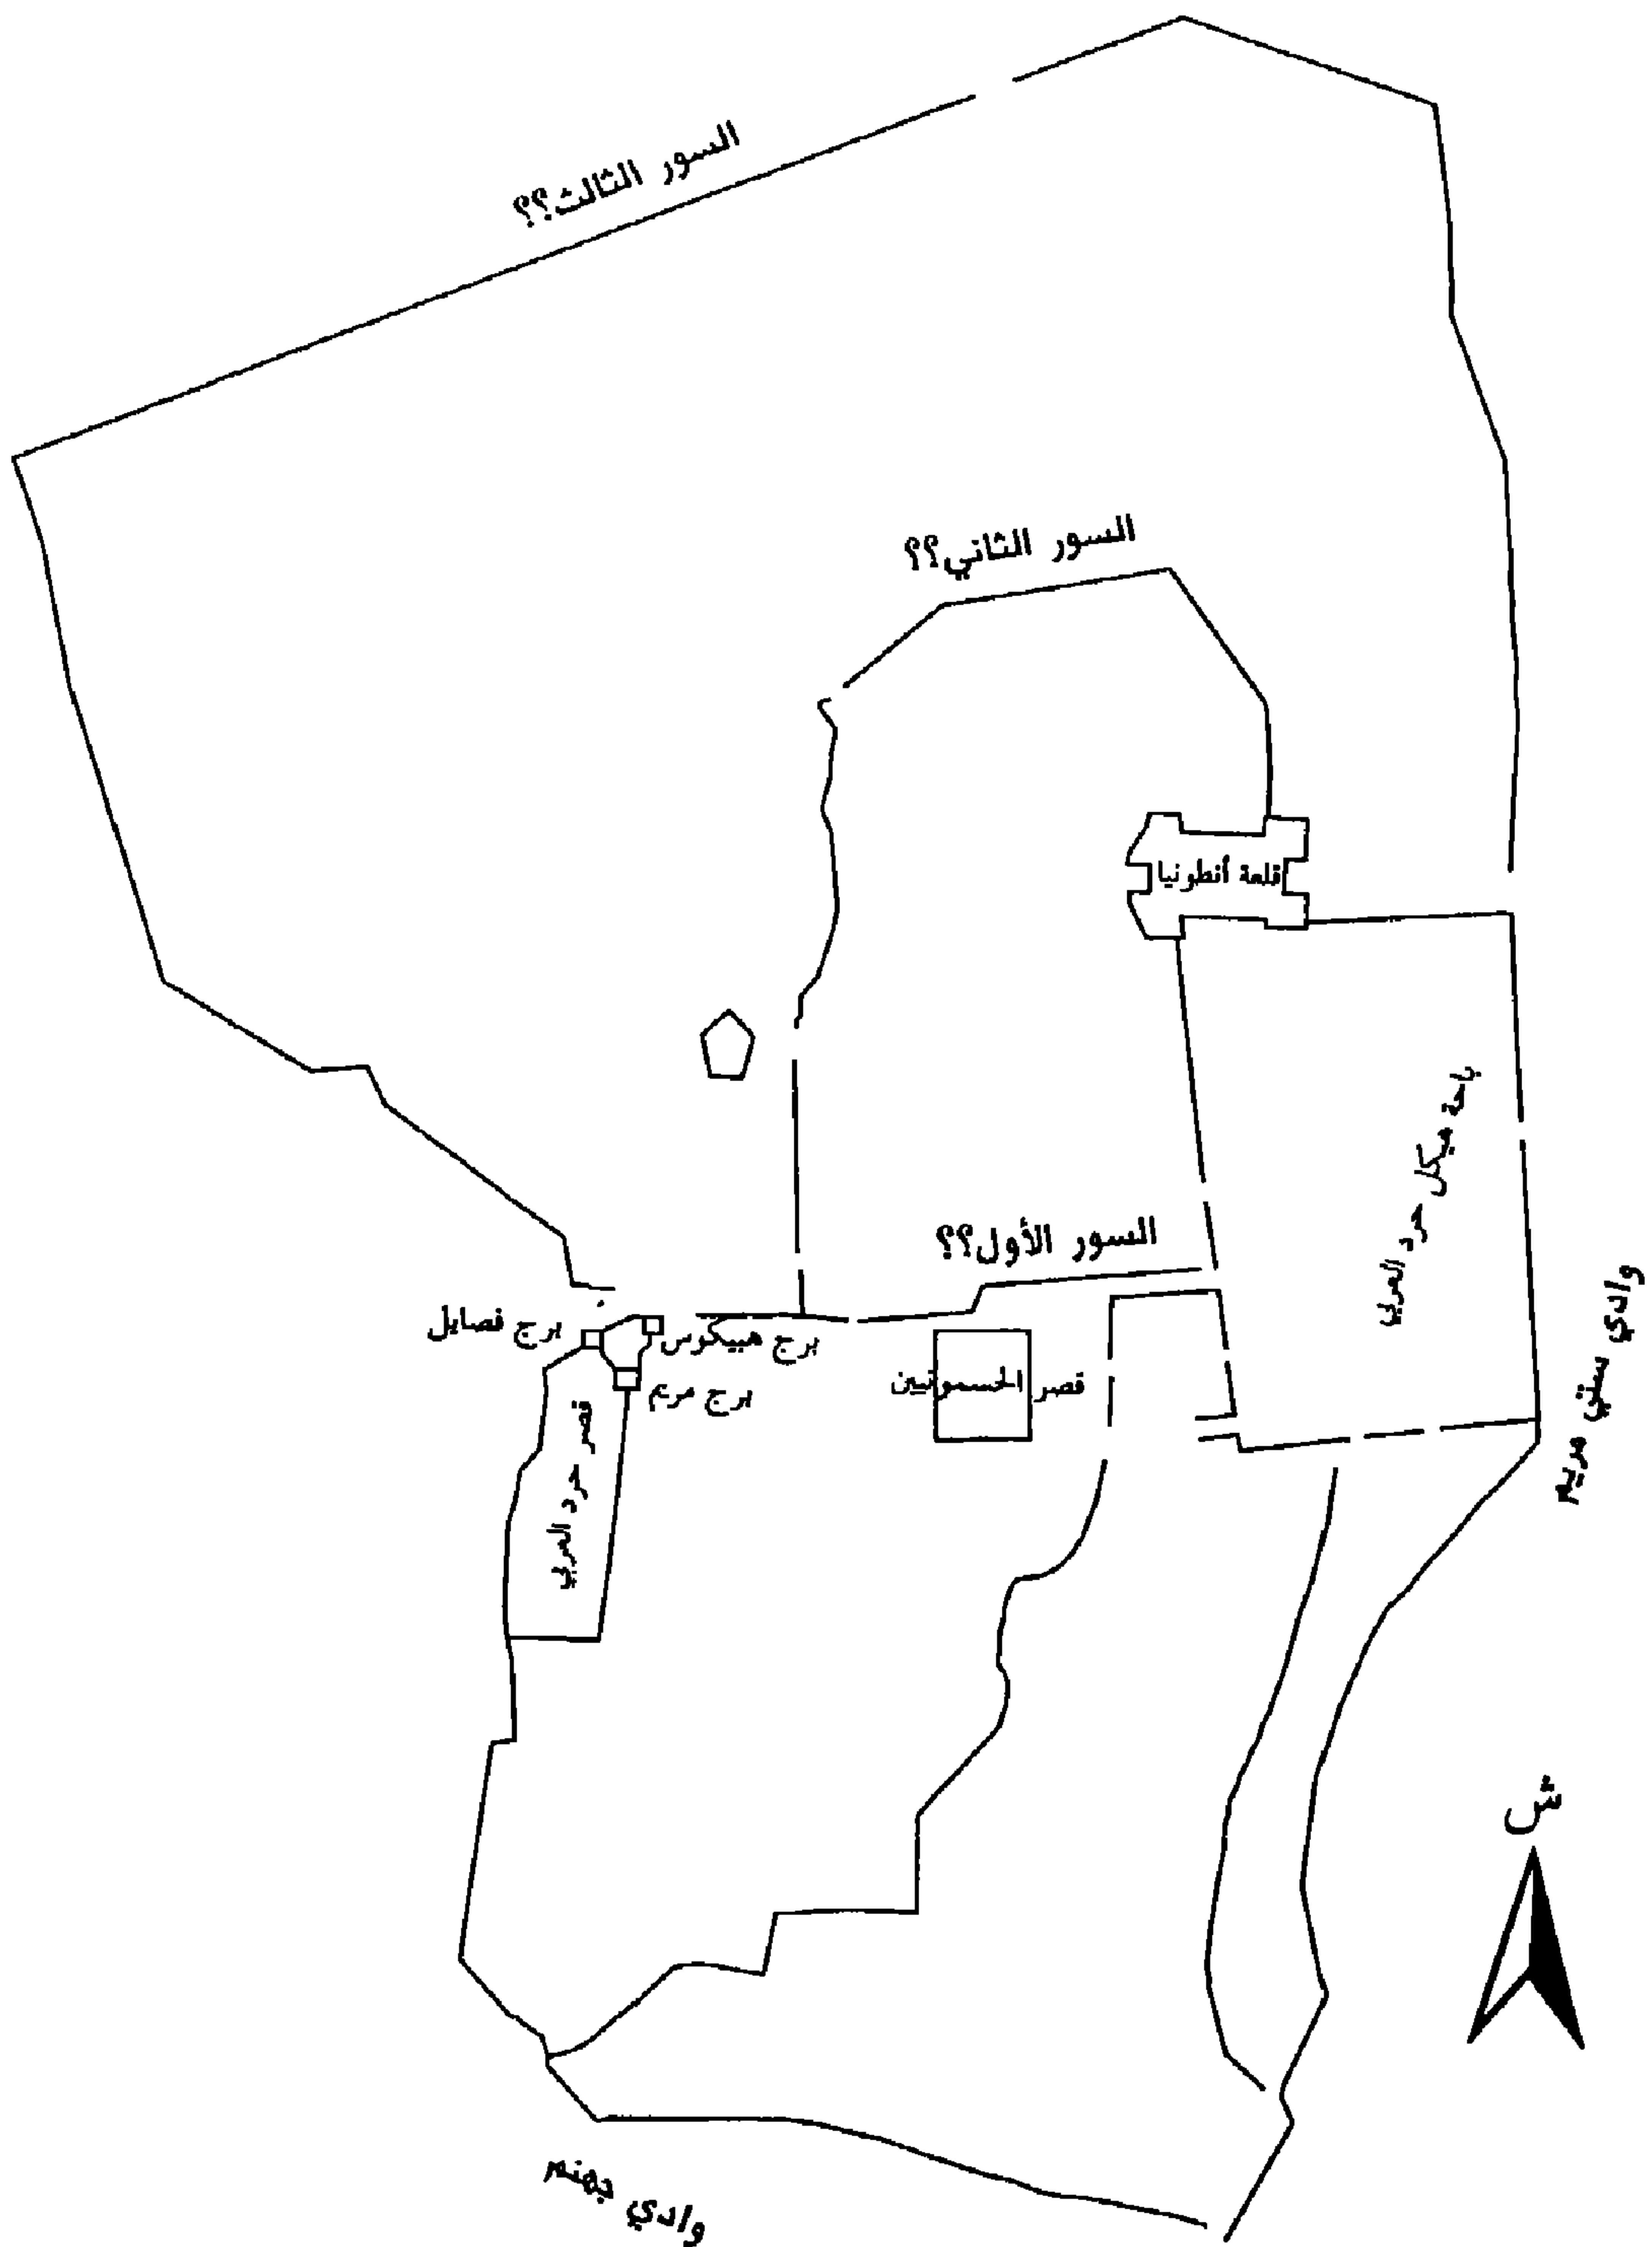 السور الثالث؟؟
السور الثاني؟؟
قلعة أنطونيا
باحة هيكل حرد العربي
السور الأول؟؟
وادي ستي مريم
برج فصايل
برج هيبيكوس
برج مريم
قصر الحسمونيين
قصر حرد العربي
ش
وادي جهنم